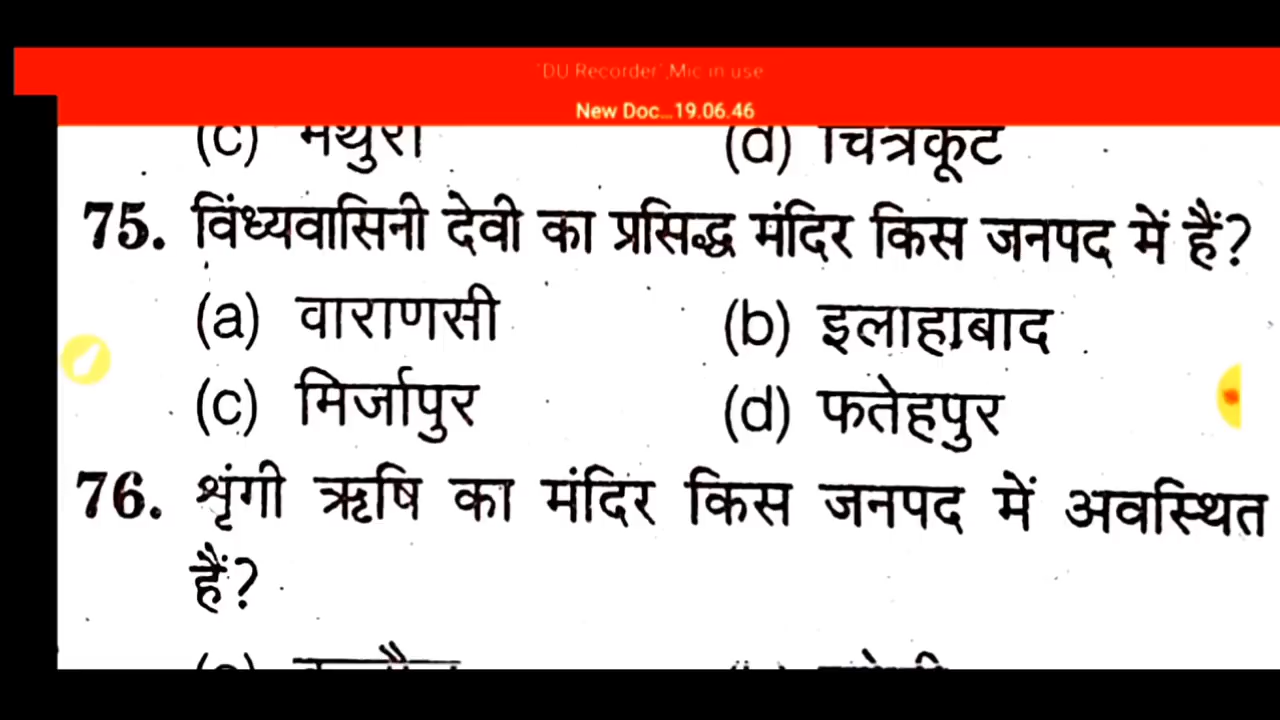 "DU Recorder",Mic in use
New Doc...19.06.46
(c) मथुरा (d) चित्रकूट
75. विंध्यवासिनी देवी का प्रसिद्ध मंदिर किस जनपद में हैं?
(a) वाराणसी (b) इलाहाबाद
(c) मिर्जापुर (d) फतेहपुर
76. श्रृंगी ऋषि का मंदिर किस जनपद में अवस्थित
हैं?